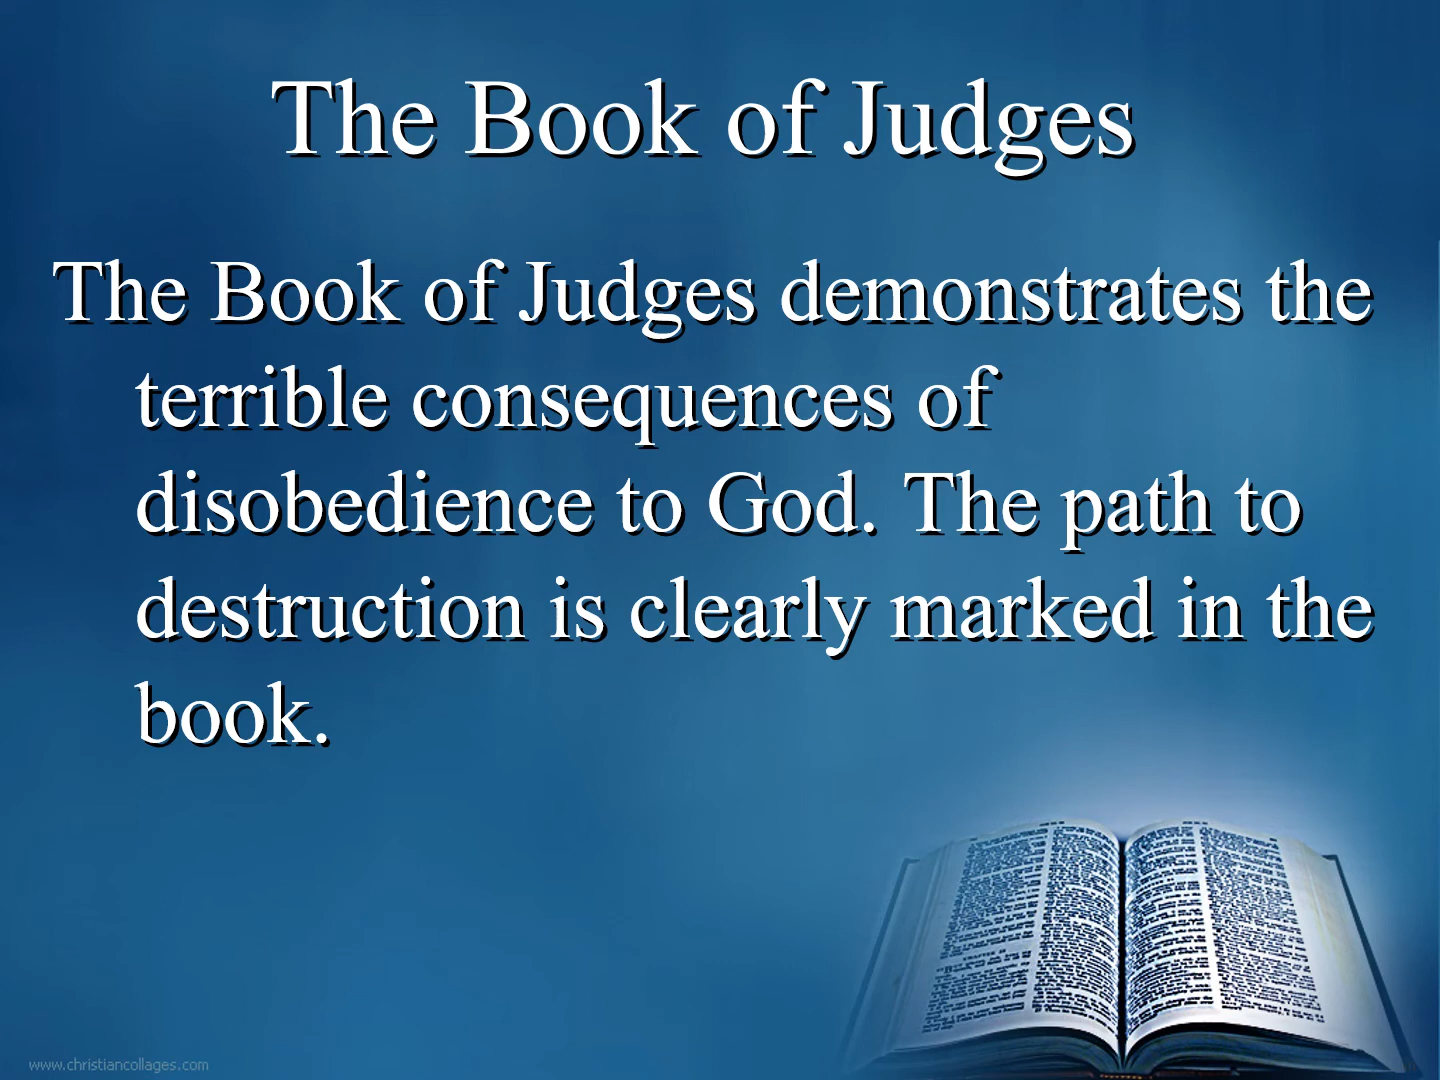 The Book of Judges
The Book of Judges demonstrates the
terrible consequences of
disobedience to God. The path to
destruction is clearly marked in the
book.
www.christiancollages.com